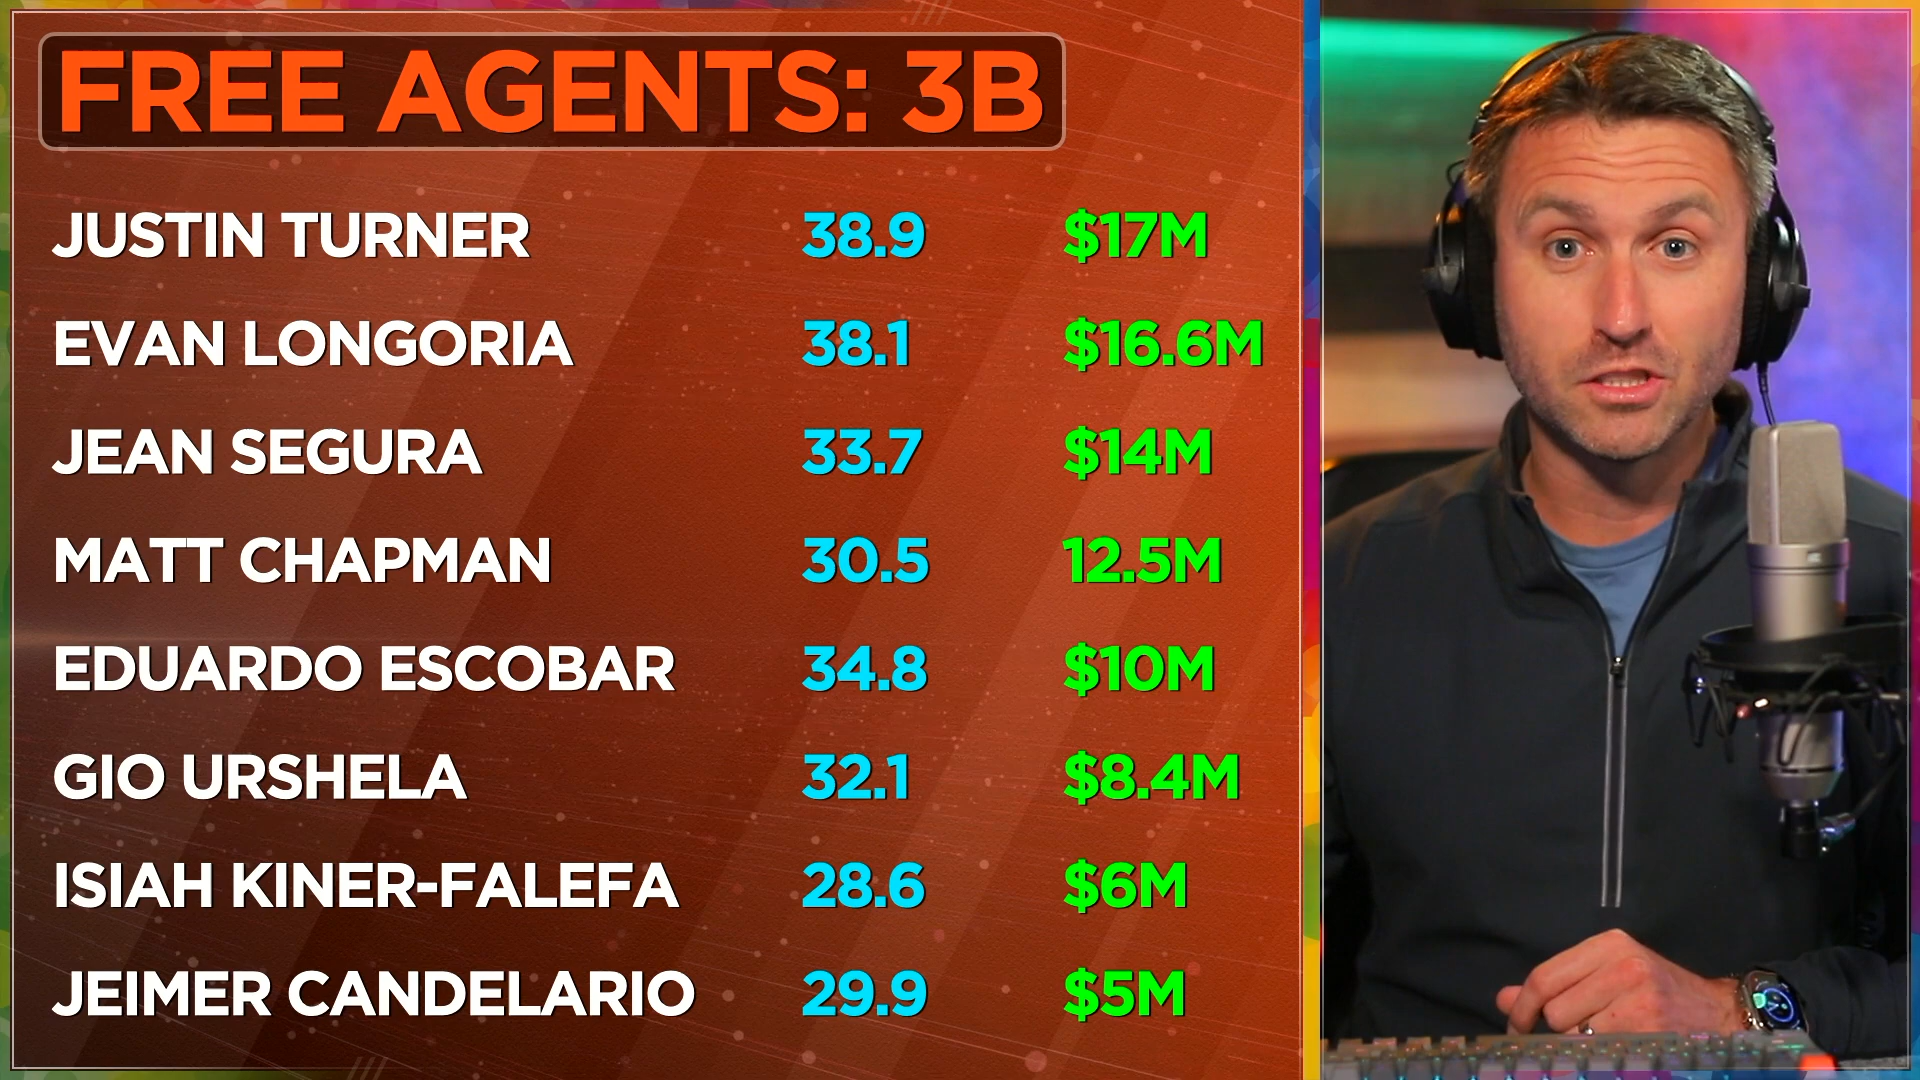 FREE AGENTS: 3B
JUSTIN TURNER 38.9 $17M
EVAN LONGORIA 38.1 $16.6M
JEAN SEGURA 33.7 $14M
MATT CHAPMAN 30.5 12.5M
EDUARDO ESCOBAR 34.8 $10M
GIO URSHELA 32.1 $8.4M
ISIAH KINER-FALEFA 28.6 $6M
JEIMER CANDELARIO 29.9 $5M